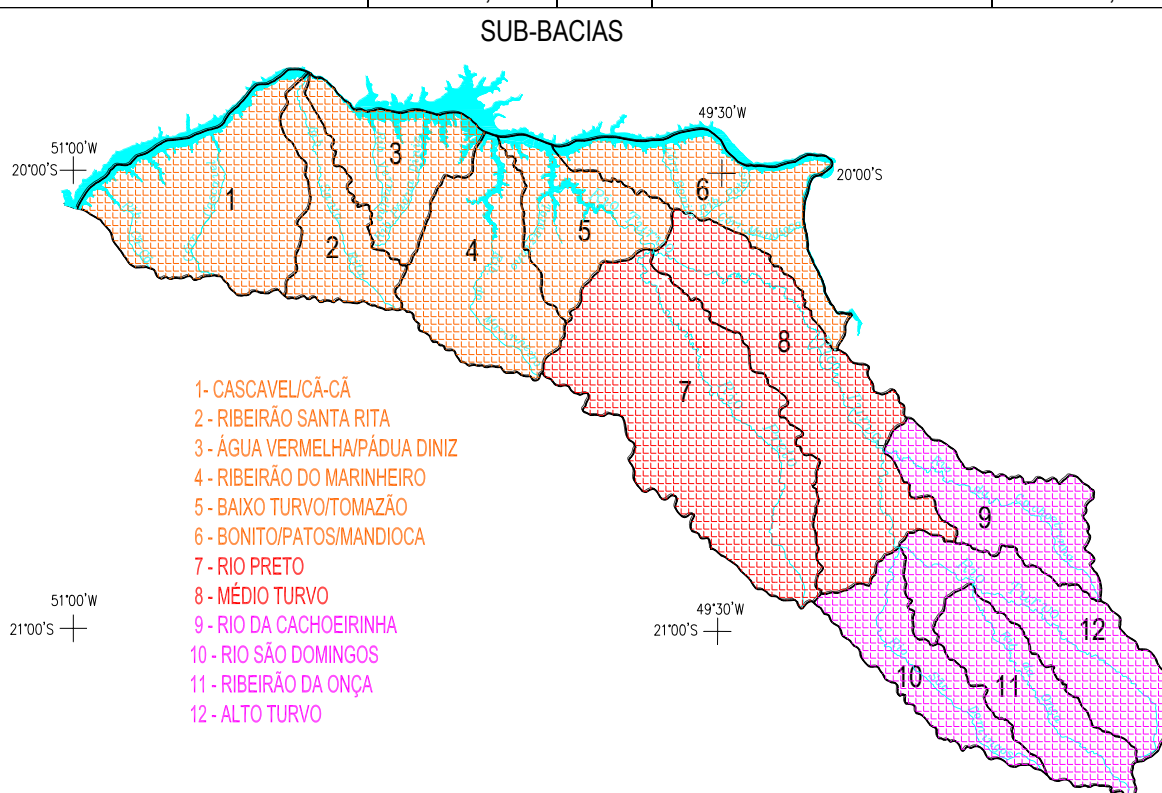 SUB-BACIAS
49°30'W
51°00'W
20°00'S
20°00'S
1
2
3
4
5
6
7
8
9
10
11
12
1- CASCAVEL/CÃ-CÃ
2 - RIBEIRÃO SANTA RITA
3 - ÁGUA VERMELHA/PÁDUA DINIZ
4 - RIBEIRÃO DO MARINHEIRO
5 - BAIXO TURVO/TOMAZÃO
6 - BONITO/PATOS/MANDIOCA
7 - RIO PRETO
8 - MÉDIO TURVO
9 - RIO DA CACHOEIRINHA
10 - RIO SÃO DOMINGOS
11 - RIBEIRÃO DA ONÇA
12 - ALTO TURVO
51°00'W
21°00'S
49°30'W
21°00'S